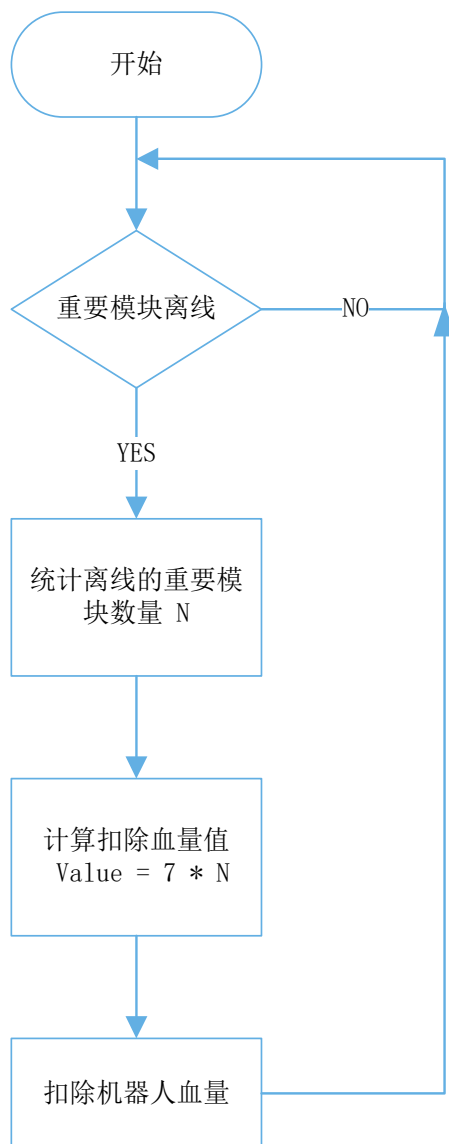 开始
重要模块离线
NO
YES
统计离线的重要模
块数量 N
计算扣除血量值
Value = 7 * N
扣除机器人血量